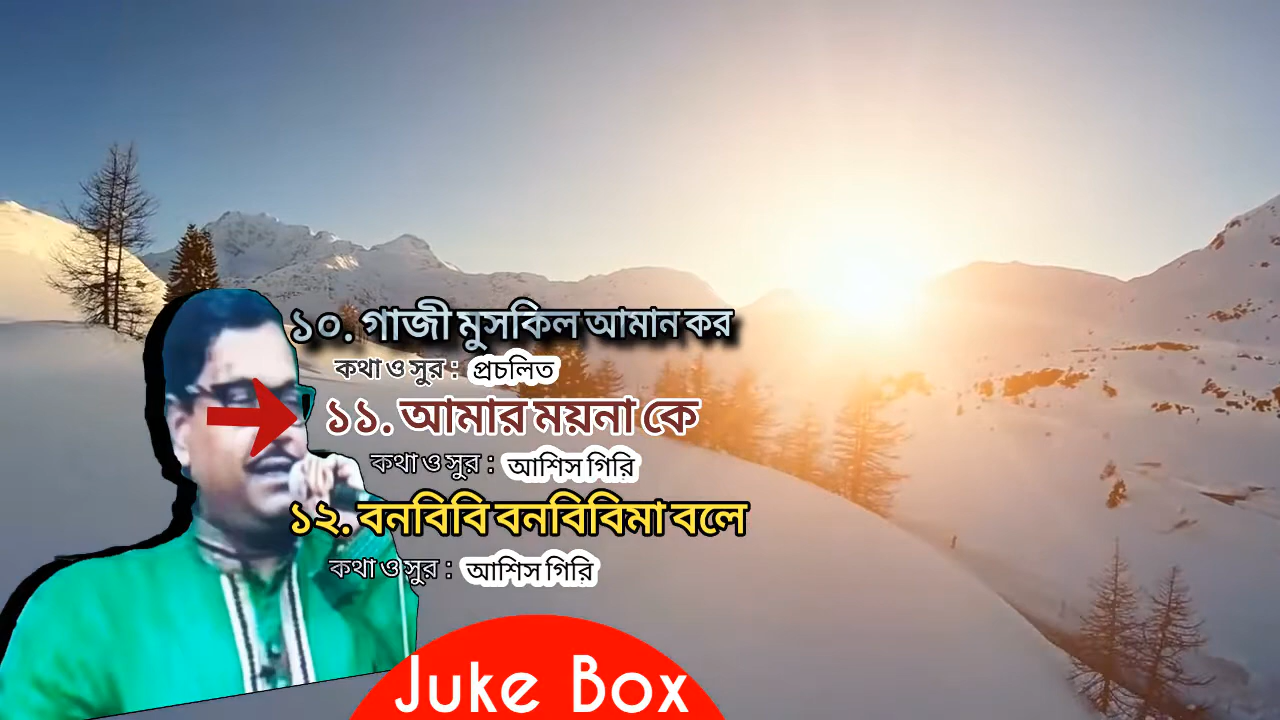 ১০. গাজী মুসকিল আমান কর
কথা ও সুর : প্রচলিত
১১. আমার ময়না কে
কথা ও সুর : আশিস গিরি
১২. বনবিবি বনবিবিমা বলে
কথা ও সুর : আশিস গিরি
Juke Box